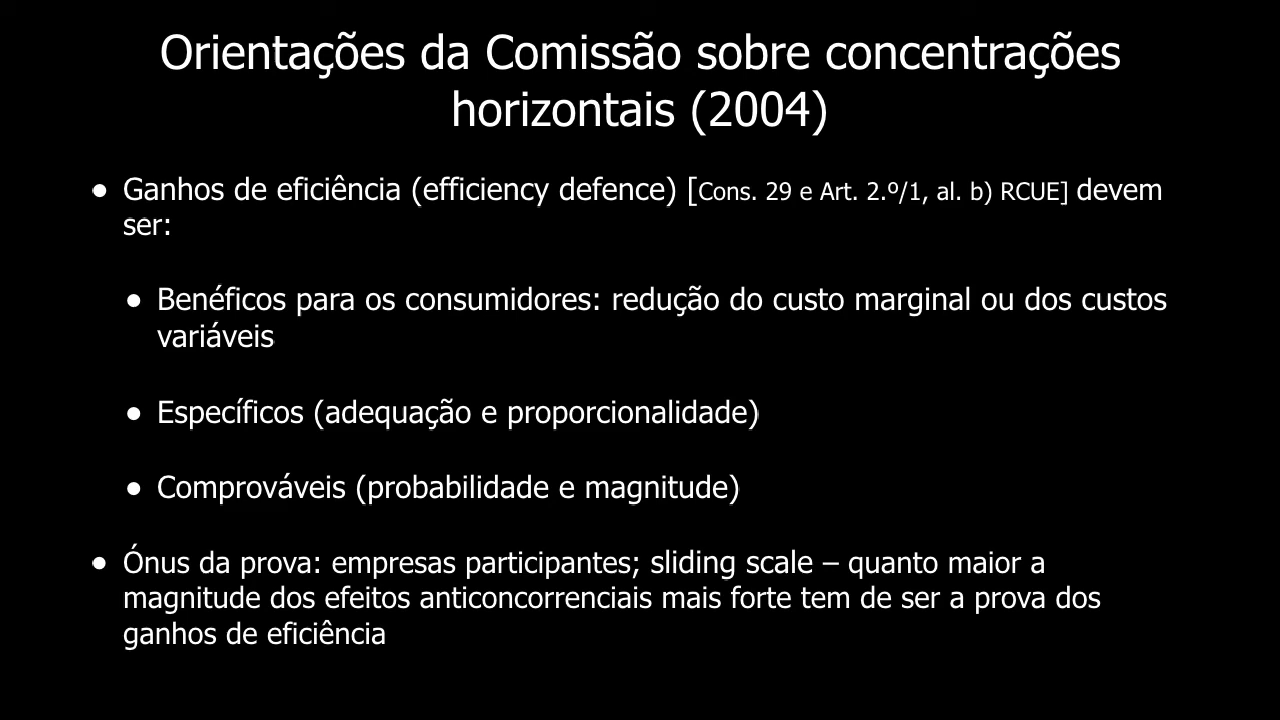 Orientações da Comissão sobre concentrações
horizontais (2004)
● Ganhos de eficiência (efficiency defence) [Cons. 29 e Art. 2.º/1, al. b) RCUE] devem
ser:
● Benéficos para os consumidores: redução do custo marginal ou dos custos
variáveis
● Específicos (adequação e proporcionalidade)
● Comprováveis (probabilidade e magnitude)
● Ónus da prova: empresas participantes; sliding scale – quanto maior a
magnitude dos efeitos anticoncorrenciais mais forte tem de ser a prova dos
ganhos de eficiência